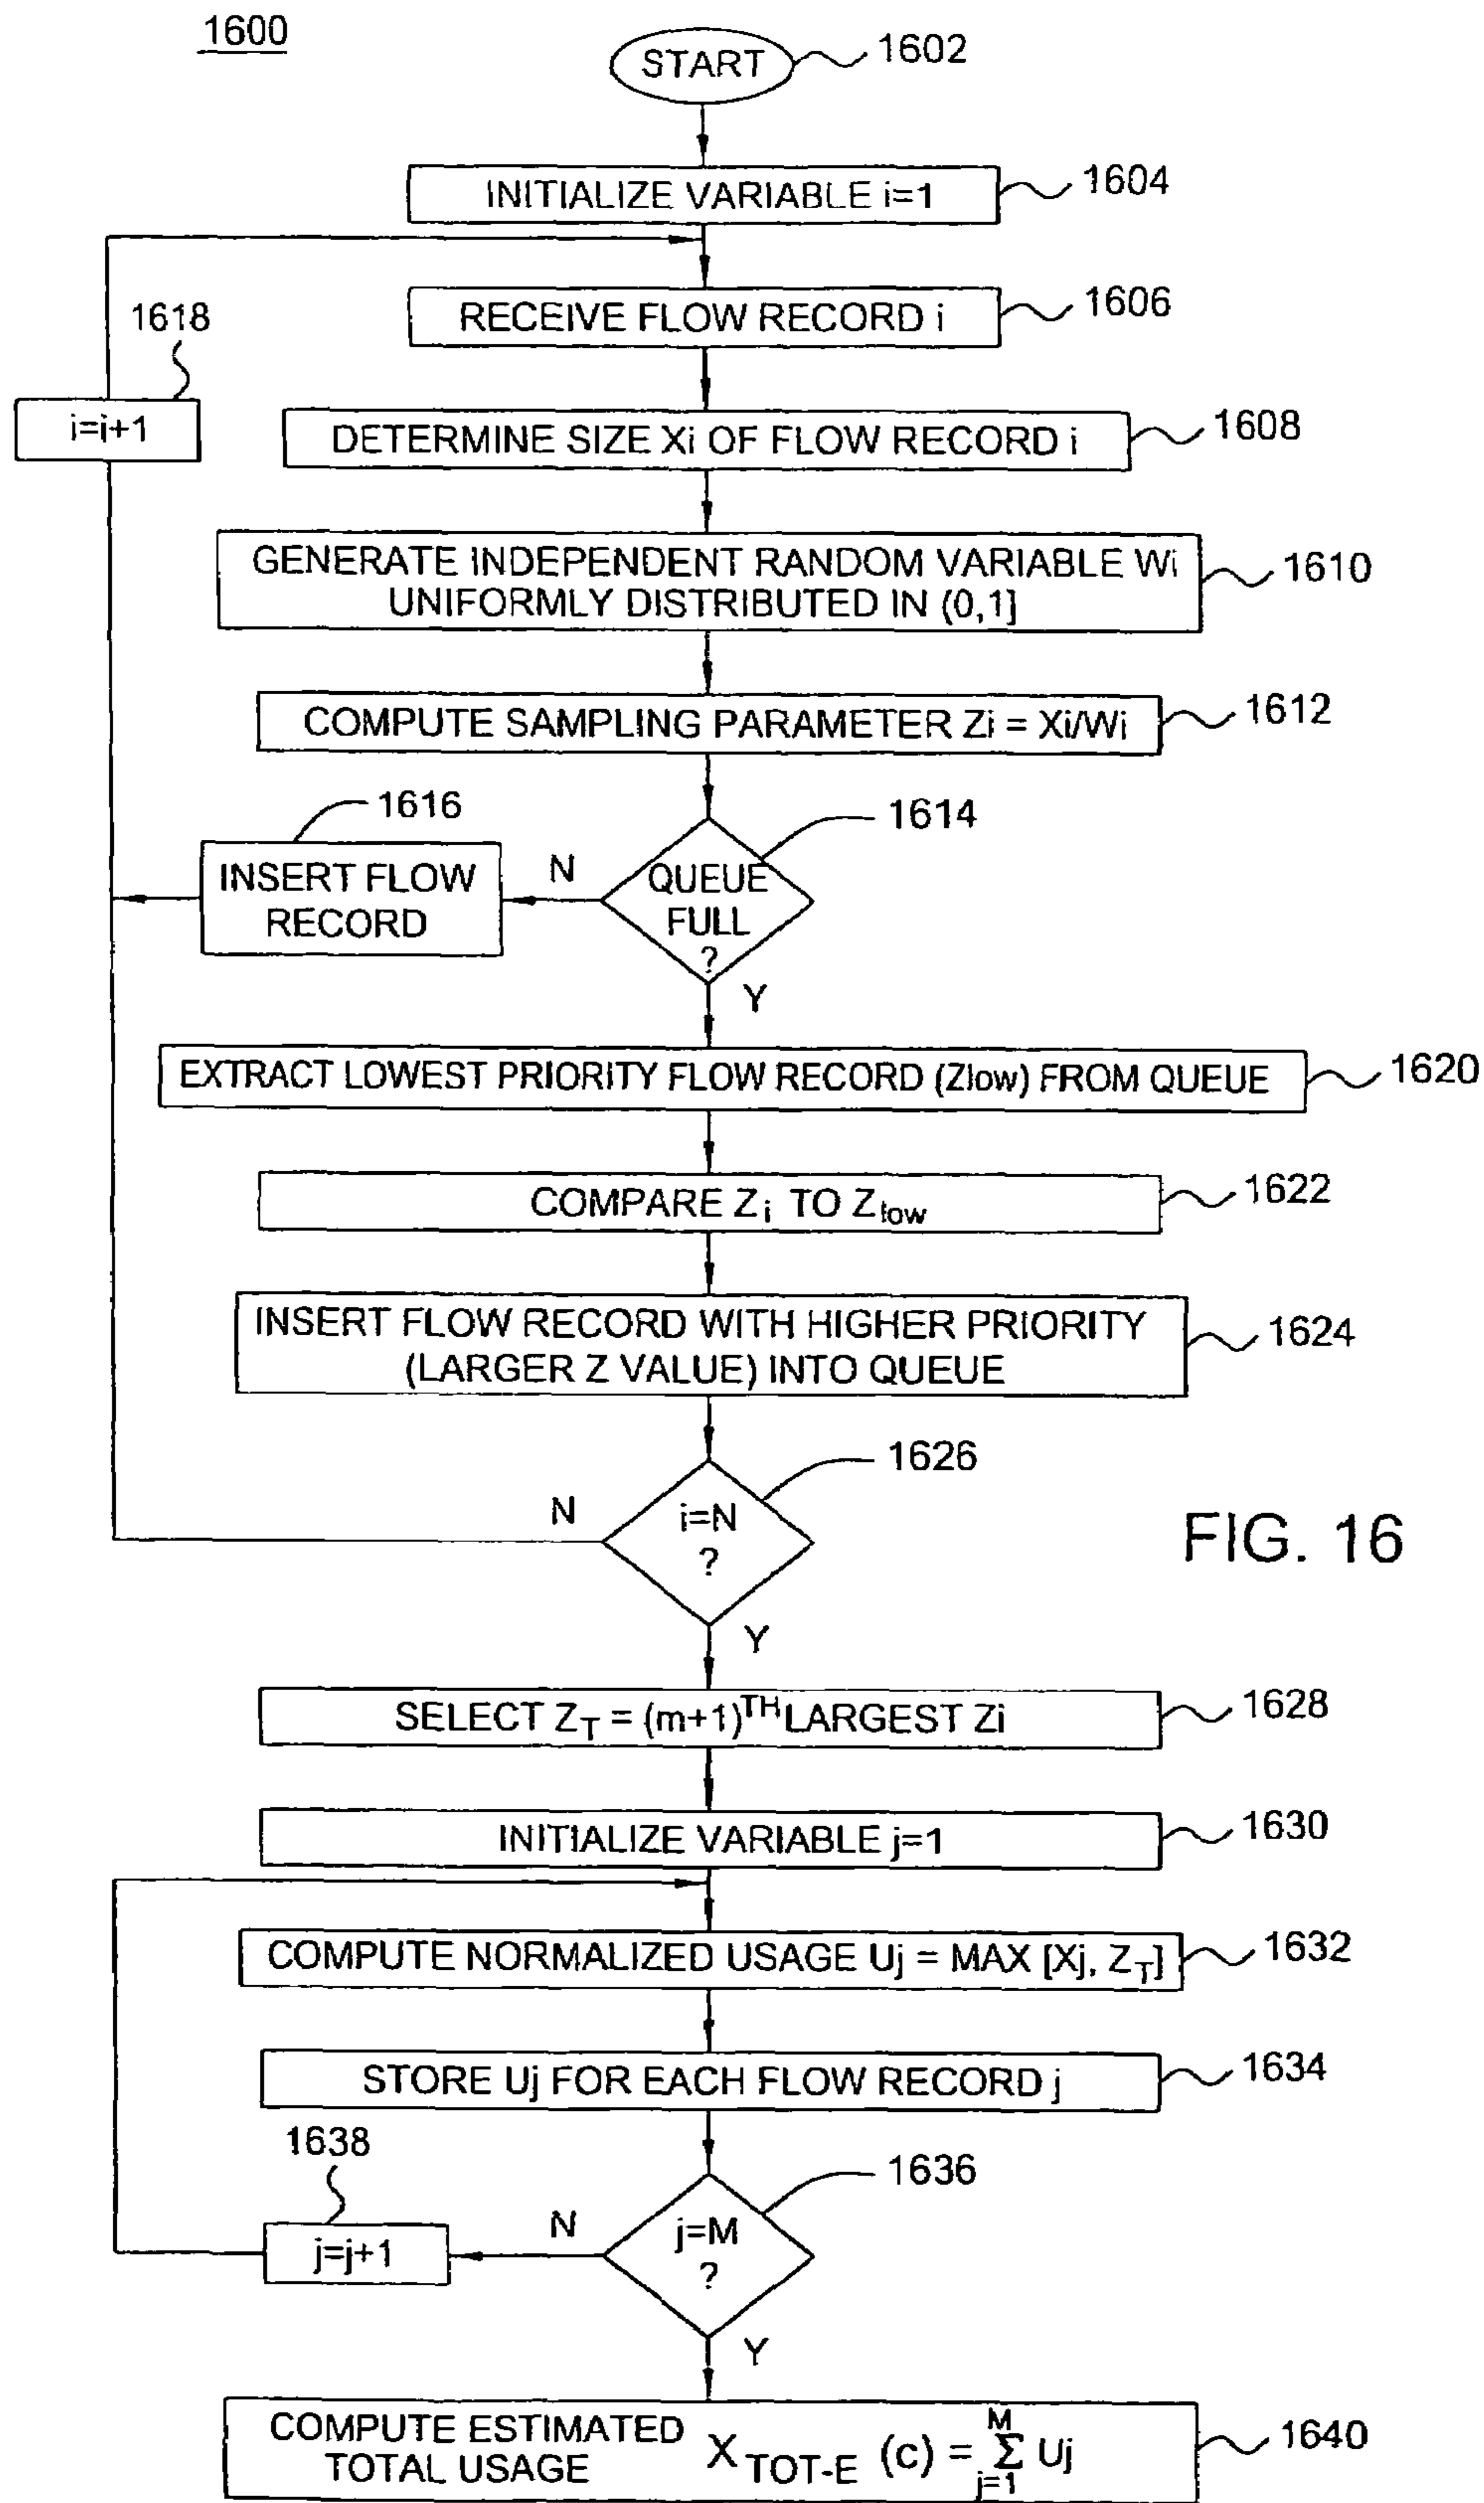 1600
START
1602
INITIALIZE VARIABLE i=1
1604
RECEIVE FLOW RECORD i
1606
1618
i=i+1
DETERMINE SIZE Xi OF FLOW RECORD i
1608
GENERATE INDEPENDENT RANDOM VARIABLE Wi
UNIFORMLY DISTRIBUTED IN (0,1]
1610
COMPUTE SAMPLING PARAMETER Zi = Xi/Wi
1612
1616
INSERT FLOW
RECORD
N
QUEUE
FULL
?
1614
Y
EXTRACT LOWEST PRIORITY FLOW RECORD (Zlow) FROM QUEUE
1620
COMPARE Zi TO Zlow
1622
INSERT FLOW RECORD WITH HIGHER PRIORITY
(LARGER Z VALUE) INTO QUEUE
1624
N
i=N
?
1626
FIG. 16
Y
SELECT ZT = (m+1)TH LARGEST Zi
1628
INITIALIZE VARIABLE j=1
1630
COMPUTE NORMALIZED USAGE Uj = MAX [Xj, ZT]
1632
STORE Uj FOR EACH FLOW RECORD j
1634
1638
j=j+1
N
j=M
?
1636
Y
COMPUTE ESTIMATED
TOTAL USAGE
XTOT-E (c) = M Σ j=1 Uj
1640